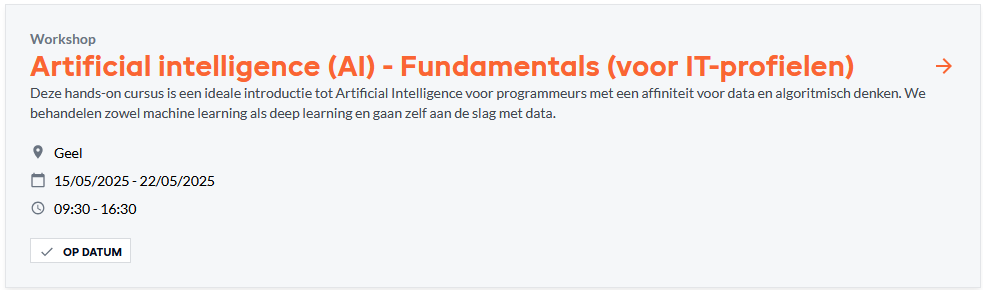 Workshop
Artificial intelligence (AI) - Fundamentals (voor IT-profielen)
Deze hands-on cursus is een ideale introductie tot Artificial Intelligence voor programmeurs met een affiniteit voor data en algoritmisch denken. We
behandelen zowel machine learning als deep learning en gaan zelf aan de slag met data.
Geel
15/05/2025 - 22/05/2025
09:30 - 16:30
OP DATUM